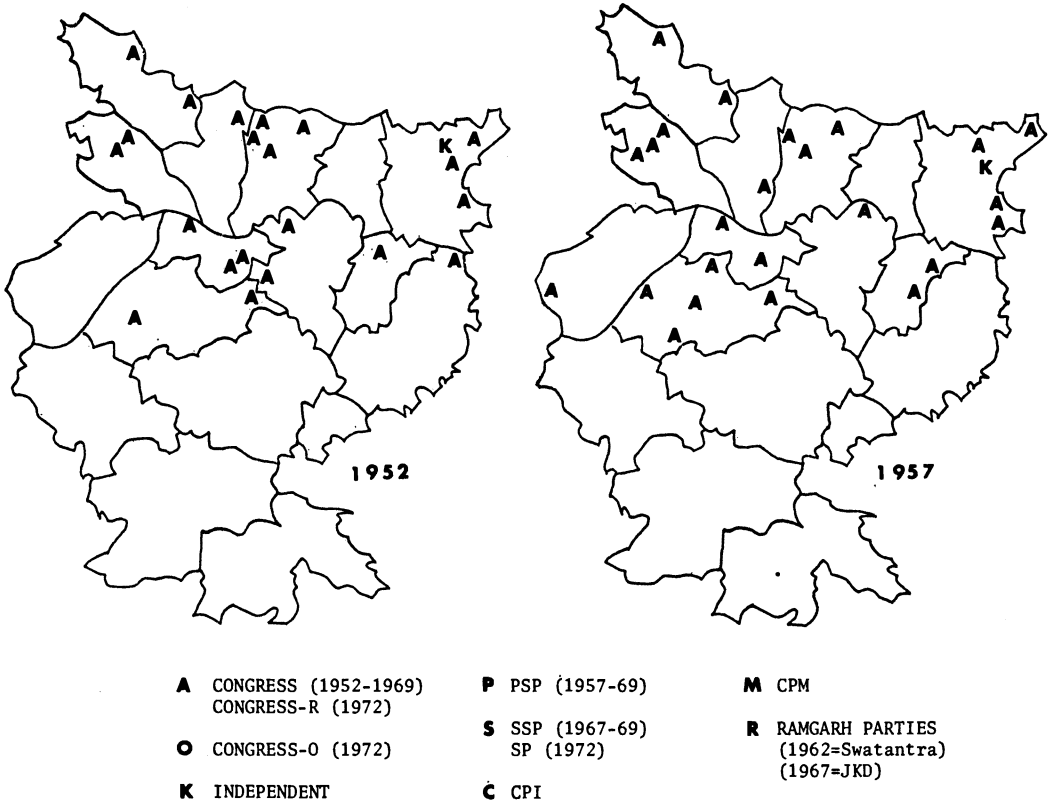 A
A
A A A
A A K A
A A A
A
A A
A
A A A
A
A
A
1952
A
A
A A A A
A A A A
K
A
A
A
A A
A
A A
A A A
A A
A
1957
A CONGRESS (1952-1969)
CONGRESS-R (1972)
O CONGRESS-O (1972)
K INDEPENDENT
P PSP (1957-69)
S SSP (1967-69)
SP (1972)
C CPI
M CPM
R RAMGARH PARTIES
(1962=Swatantra)
(1967=JKD)